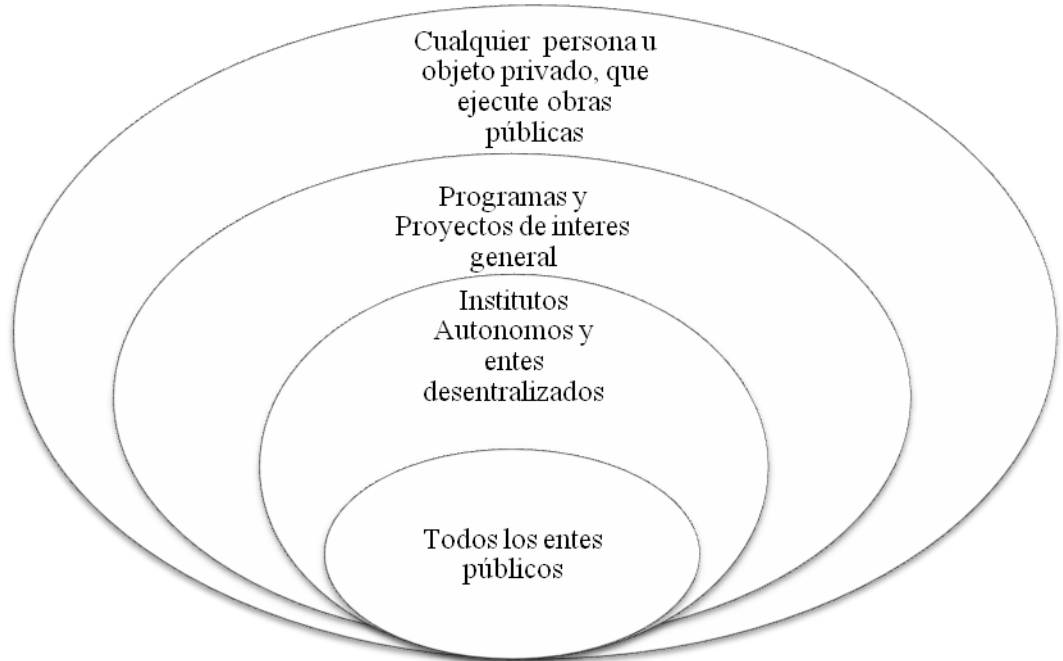 Cualquier persona u
objeto privado, que
ejecute obras
públicas
Programas y
Proyectos de interes
general
Institutos
Autonomos y
entes
desentralizados
Todos los entes
públicos